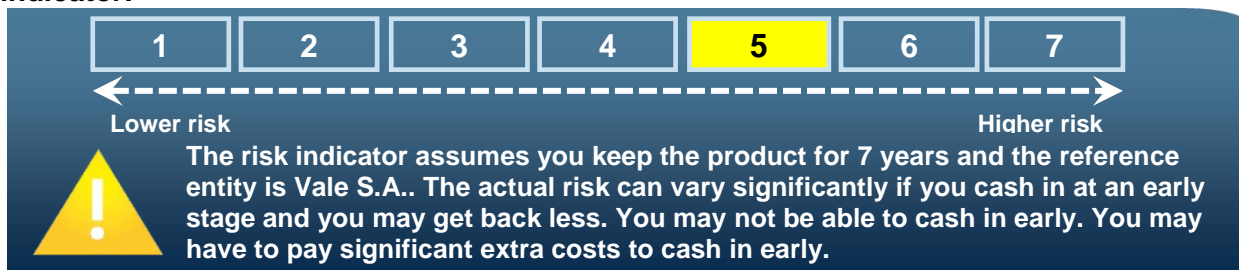 1 2 3 4 5 6 7
Lower risk Higher risk
The risk indicator assumes you keep the product for 7 years and the reference
entity is Vale S.A.. The actual risk can vary significantly if you cash in at an early
stage and you may get back less. You may not be able to cash in early. You may
have to pay significant extra costs to cash in early.